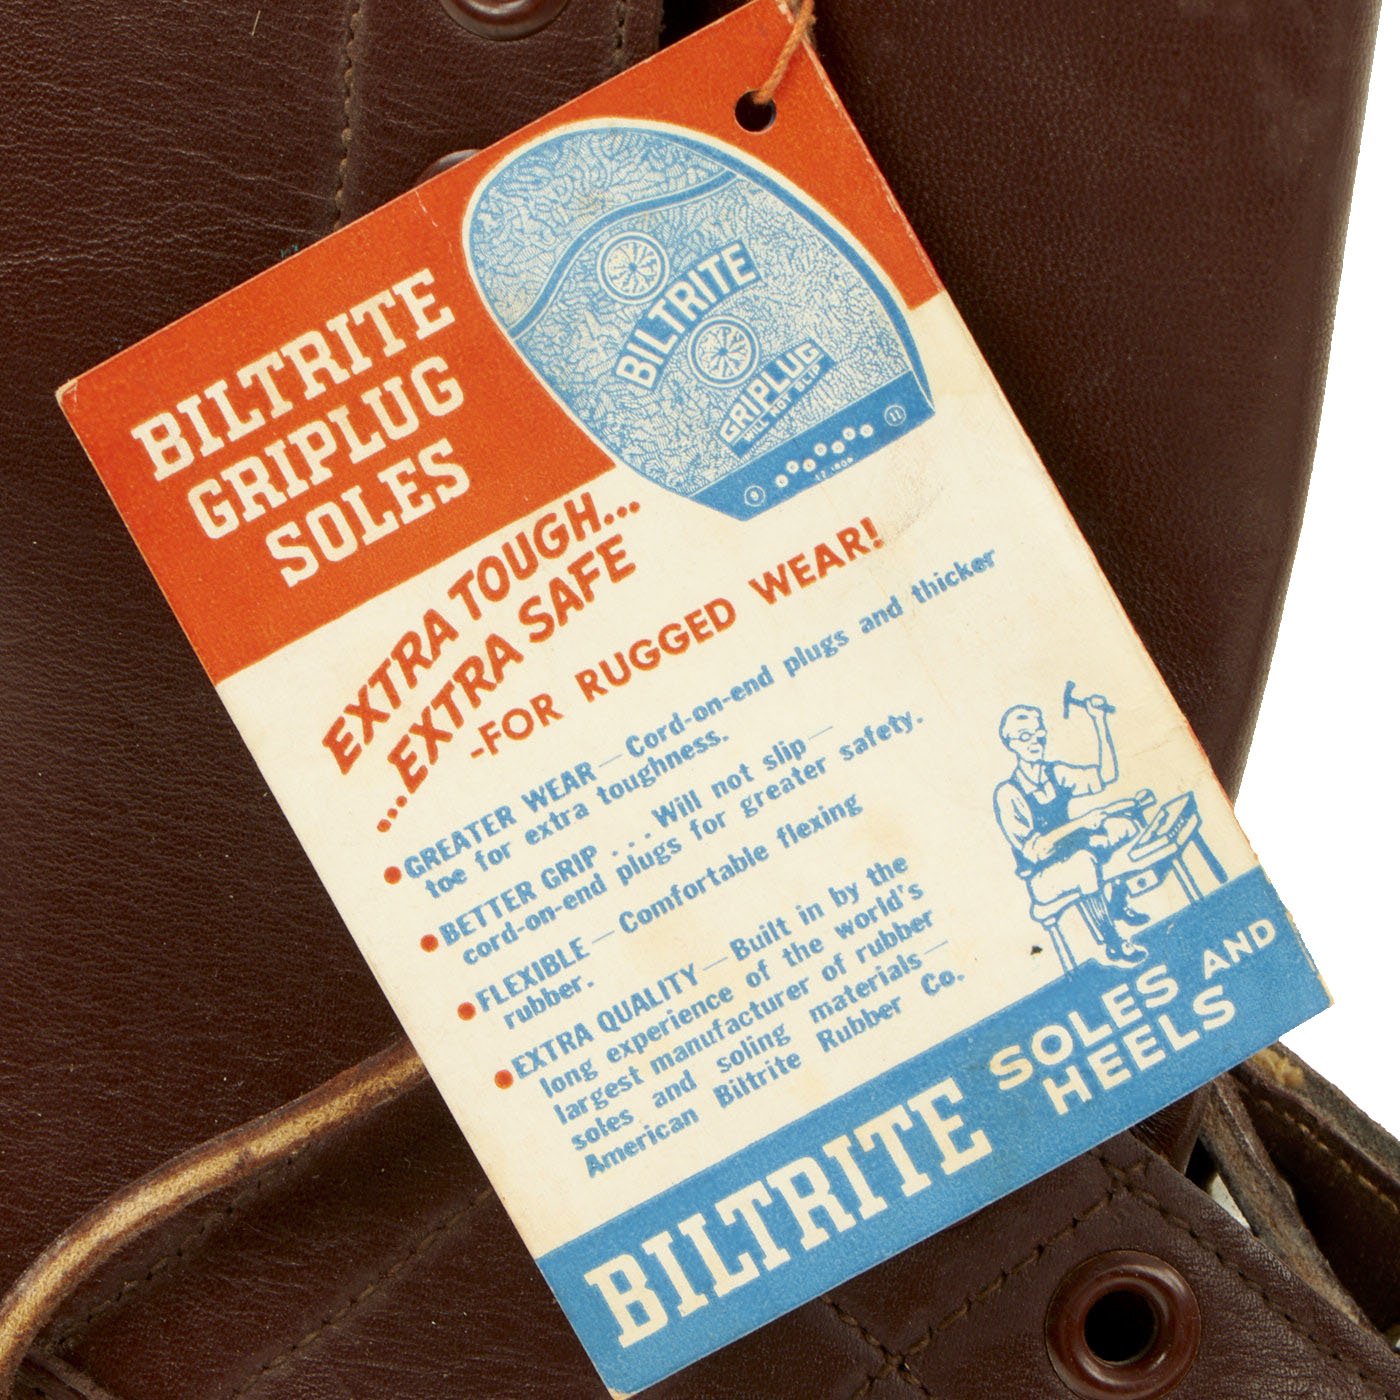 BILTRITE
GRIPLUG
SOLES
BILTRITE
GRIPLUG
WILL NOT SLIP
9
11
EXTRA TOUGH...
...EXTRA SAFE
-FOR RUGGED WEAR!
• GREATER WEAR — Cord-on-end plugs and thicker
toe for extra toughness.
• BETTER GRIP ... Will not slip —
cord-on-end plugs for greater safety.
• FLEXIBLE — Comfortable flexing
rubber.
• EXTRA QUALITY — Built in by the
long experience of the world's
largest manufacturer of rubber
soles and soling materials —
American Biltrite Rubber Co.
BILTRITE SOLES AND
HEELS